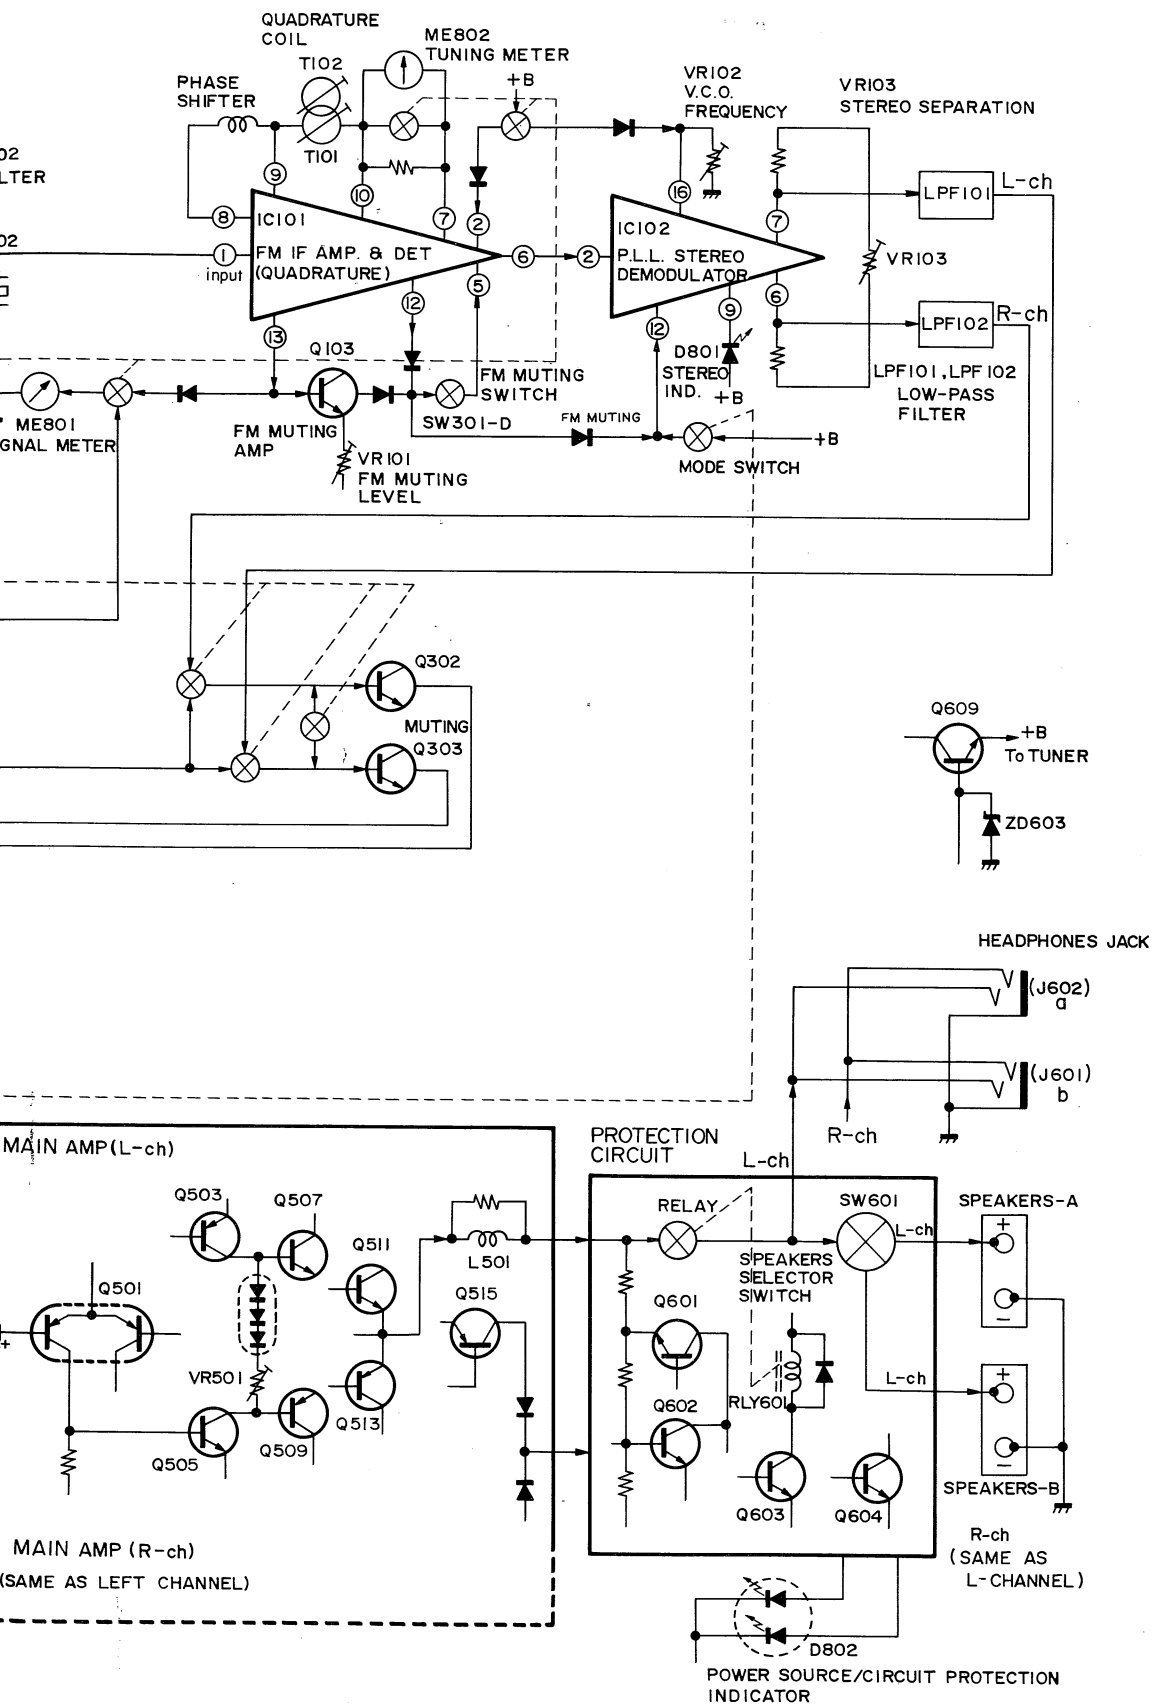 QUADRATURE
COIL
T102
T101
ME802
TUNING METER
+B
PHASE
SHIFTER
VR102
V.C.O.
FREQUENCY
VR103
STEREO SEPARATION
02
LTER
9
10
7
2
16
7
LPF101
L-ch
8
IC101
IC102
02
1
input
FM IF AMP. & DET
(QUADRATURE)
6
2
P.L.L. STEREO
DEMODULATOR
VR103
5
12
13
9
6
12
LPF102
R-ch
Q103
D801
STEREO
IND.
+B
LPF101, LPF102
LOW-PASS
FILTER
FM MUTING
SWITCH
SW301-D
ME801
GNAL METER
FM MUTING
AMP
VR101
FM MUTING
LEVEL
FM MUTING
+B
MODE SWITCH
Q302
MUTING
Q303
Q609
+B
To TUNER
ZD603
HEADPHONES JACK
(J602)
a
(J601)
b
R-ch
L-ch
MAIN AMP(L-ch)
PROTECTION
CIRCUIT
Q503
Q507
Q511
L501
RELAY
SW601
L-ch
SPEAKERS-A
+
−
SPEAKERS
SELECTOR
SWITCH
Q501
Q515
Q601
+
VR501
RLY601
L-ch
+
−
Q602
Q505
Q509
Q513
Q603
Q604
SPEAKERS-B
MAIN AMP (R-ch)
(SAME AS LEFT CHANNEL)
R-ch
(SAME AS
L-CHANNEL)
D802
POWER SOURCE/CIRCUIT PROTECTION
INDICATOR